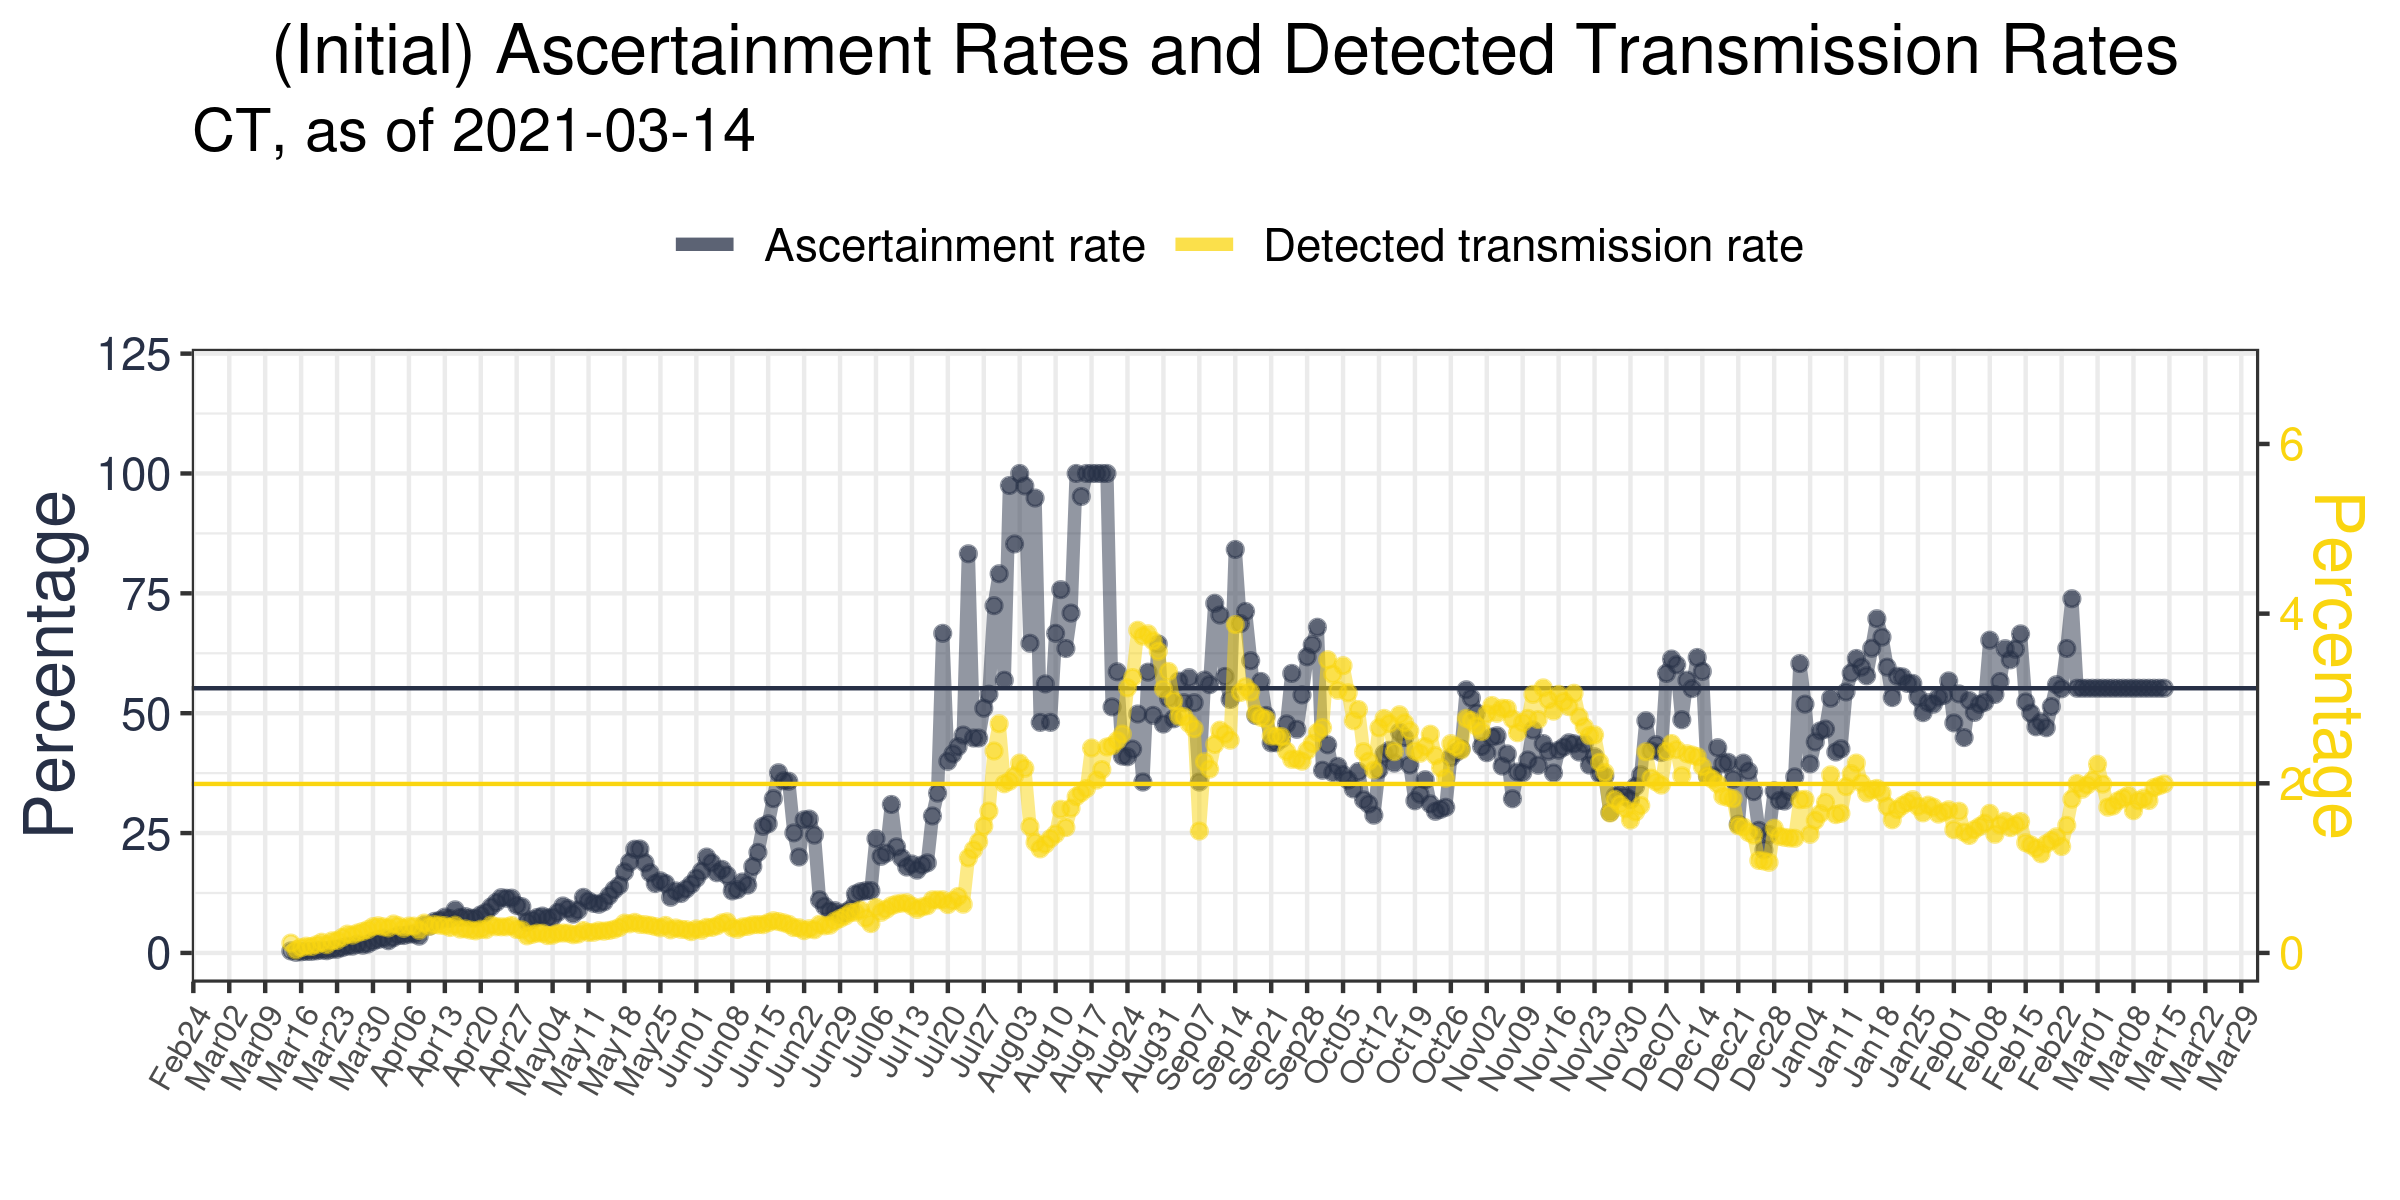 (Initial) Ascertainment Rates and Detected Transmission Rates
CT, as of 2021-03-14
Ascertainment rate
Detected transmission rate
125
100
75
50
25
0
Percentage
6
4
2
0
Percentage
Feb24
Mar02
Mar09
Mar16
Mar23
Mar30
Apr06
Apr13
Apr20
Apr27
May04
May11
May18
May25
Jun01
Jun08
Jun15
Jun22
Jun29
Jul06
Jul13
Jul20
Jul27
Aug03
Aug10
Aug17
Aug24
Aug31
Sep07
Sep14
Sep21
Sep28
Oct05
Oct12
Oct19
Oct26
Nov02
Nov09
Nov16
Nov23
Nov30
Dec07
Dec14
Dec21
Dec28
Jan04
Jan11
Jan18
Jan25
Feb01
Feb08
Feb15
Feb22
Mar01
Mar08
Mar15
Mar22
Mar29